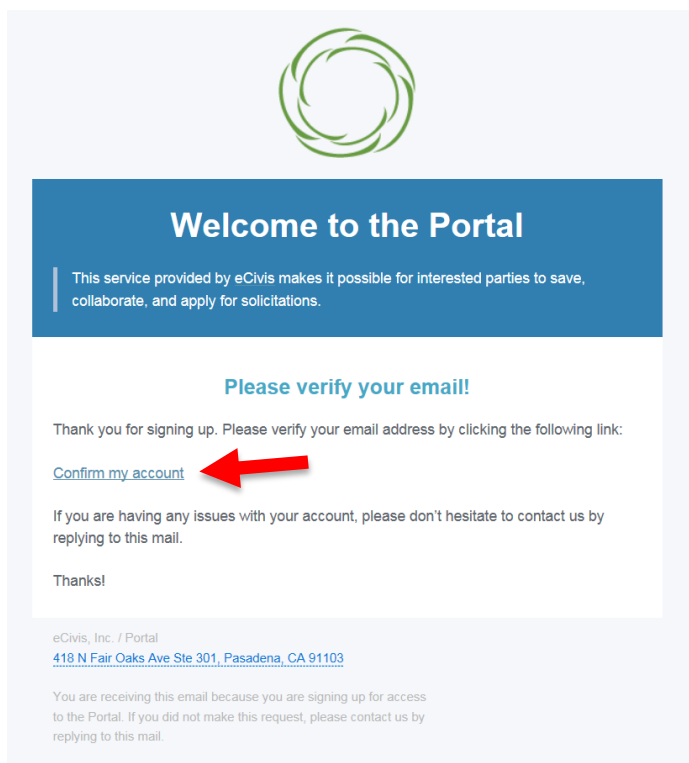 Welcome to the Portal
This service provided by eCivis makes it possible for interested parties to save,
collaborate, and apply for solicitations.
Please verify your email!
Thank you for signing up. Please verify your email address by clicking the following link:
Confirm my account
If you are having any issues with your account, please don't hesitate to contact us by
replying to this mail.
Thanks!
eCivis, Inc. / Portal
418 N Fair Oaks Ave Ste 301, Pasadena, CA 91103
You are receiving this email because you are signing up for access
to the Portal. If you did not make this request, please contact us by
replying to this mail.